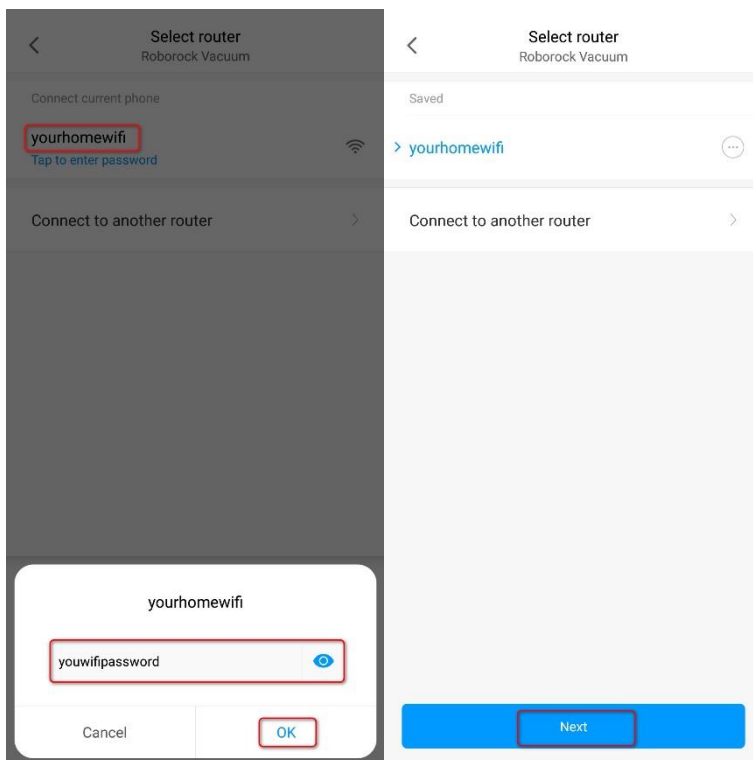 Select router
Roborock Vacuum
Connect current phone
yourhomewifi
Tap to enter password
Connect to another router
yourhomewifi
youwifipassword
Cancel
OK
Select router
Roborock Vacuum
Saved
yourhomewifi
Connect to another router
Next